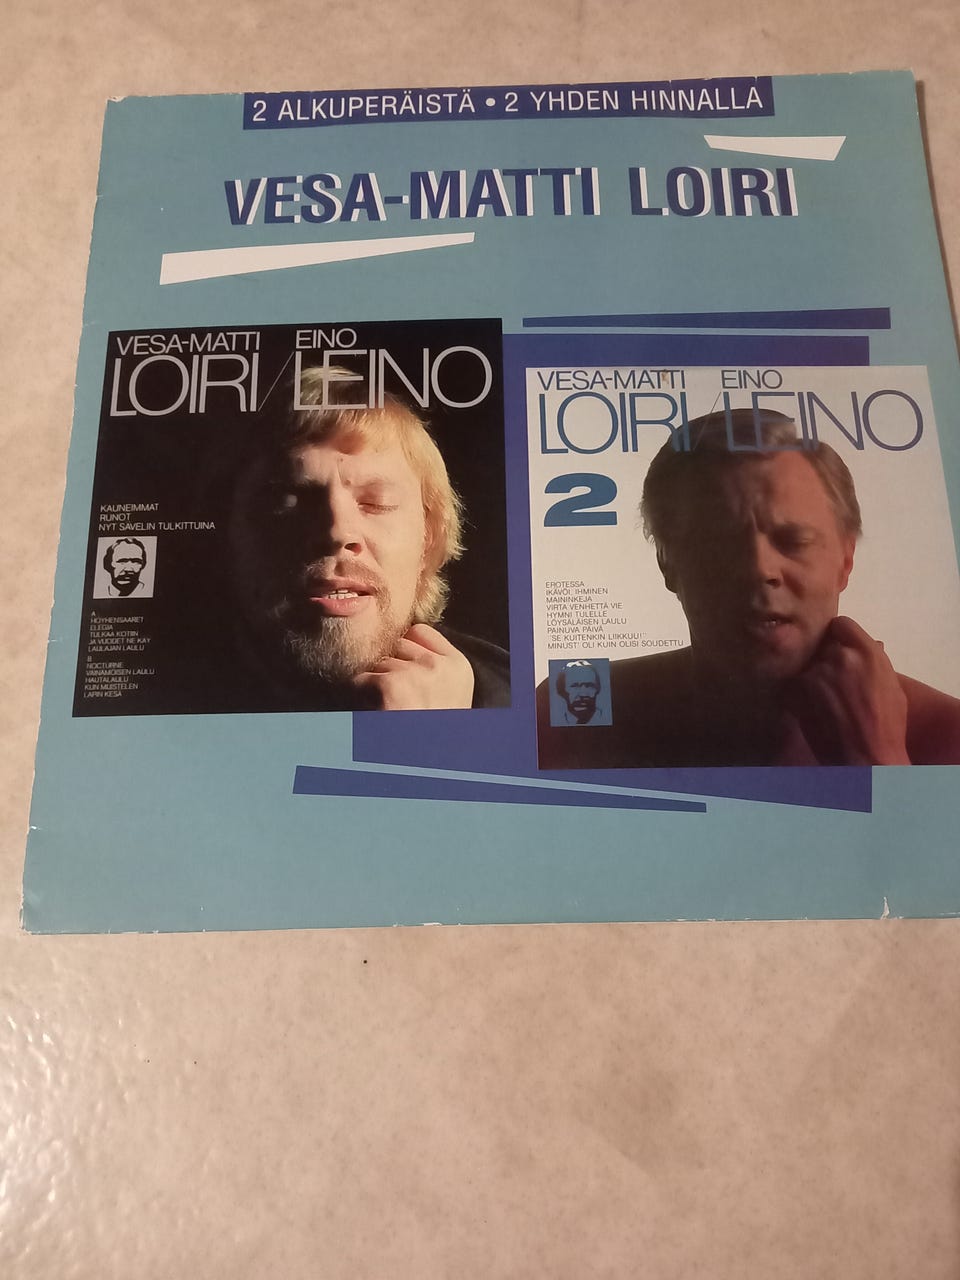 2 ALKUPERÄISTÄ • 2 YHDEN HINNALLA
VESA-MATTI LOIRI
VESA-MATTI EINO
LOIRI/LEINO
KAUNEIMMAT
RUNOT
NYT SÄVELIN TULKITTUINA
A
HÖYHENSAARET
ELEGIA
TULKAA KOTIIN
JA VUODET NE KÄY
LAULAJAN LAULU
B
NOCTURNE
VÄINÄMÖISEN LAULU
HAUTALAULU
KUN MUISTELEN
LAPIN KESÄ
VESA-MATTI EINO
LOIRI/LEINO
2
EROTESSA
IKÄVÖI, IHMINEN
MAININKEJA
VIRTA VENHETTÄ VIE
HYMNI TULELLE
LÖYSÄLÄISEN LAULU
PAINUVA PÄIVÄ
"SE KUITENKIN LIIKKUU!"
MINUST' OLI KUIN OLISI SOUDETTU